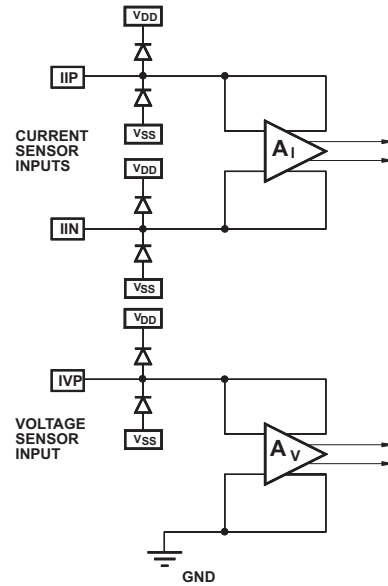 VDD
IIP
VSS
CURRENT
SENSOR
INPUTS
AI
VDD
IIN
VSS
VDD
IVP
VSS
VOLTAGE
SENSOR
INPUT
AV
GND